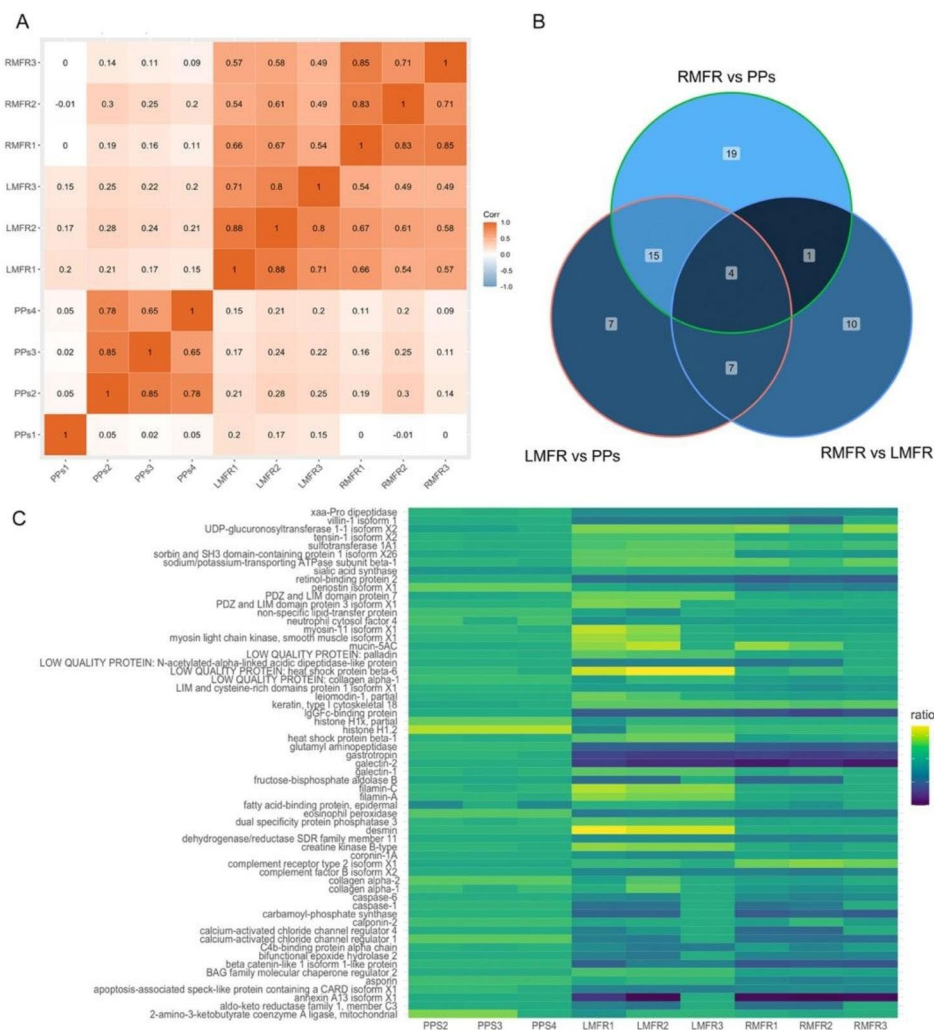 A
RMFR3 0 0.14 0.11 0.09 0.57 0.58 0.49 0.85 0.71 1
RMFR2 -0.01 0.3 0.25 0.2 0.54 0.61 0.49 0.83 1 0.71
RMFR1 0 0.19 0.16 0.11 0.66 0.67 0.54 1 0.83 0.85
LMFR3 0.15 0.25 0.22 0.2 0.71 0.8 1 0.54 0.49 0.49
LMFR2 0.17 0.28 0.24 0.21 0.88 1 0.8 0.67 0.61 0.58
LMFR1 0.2 0.21 0.17 0.15 1 0.88 0.71 0.66 0.54 0.57
PPs4 0.05 0.78 0.65 1 0.15 0.21 0.2 0.11 0.2 0.09
PPs3 0.02 0.85 1 0.65 0.17 0.24 0.22 0.16 0.25 0.11
PPs2 0.05 1 0.85 0.78 0.21 0.28 0.25 0.19 0.3 0.14
PPs1 1 0.05 0.02 0.05 0.2 0.17 0.15 0 -0.01 0
PPs1 PPs2 PPs3 PPs4 LMFR1 LMFR2 LMFR3 RMFR1 RMFR2 RMFR3
Corr
1.0
0.5
0.0
-0.5
-1.0
B
RMFR vs PPs
19
15
4
1
7
10
7
LMFR vs PPs
RMFR vs LMFR
C
xaa-Pro dipeptidase
villin-1 isoform 1
UDP-glucuronosyltransferase 1-1 isoform X2
tensin-1 isoform X2
sulfotransferase 1A1
sorbin and SH3 domain-containing protein 1 isoform X26
sodium/potassium-transporting ATPase subunit beta-1
sialic acid synthase
retinol-binding protein 2
periostin isoform X1
PDZ and LIM domain protein 7
PDZ and LIM domain protein 3 isoform X1
non-specific lipid-transfer protein
neutrophil cytosol factor 4
myosin-11 isoform X1
myosin light chain kinase, smooth muscle isoform X1
mucin-5AC
LOW QUALITY PROTEIN: palladin
LOW QUALITY PROTEIN: N-acetylated-alpha-linked acidic dipeptidase-like protein
LOW QUALITY PROTEIN: heat shock protein beta-6
LOW QUALITY PROTEIN: collagen alpha-1
LIM and cysteine-rich domains protein 1 isoform X1
leiomodin-1, partial
keratin, type I cytoskeletal 18
IgGFc-binding protein
histone H1x, partial
histone H1.2
heat shock protein beta-1
glutamyl aminopeptidase
gastrotropin
galectin-2
galectin-1
fructose-bisphosphate aldolase B
filamin-C
filamin-A
fatty acid-binding protein, epidermal
eosinophil peroxidase
dual specificity protein phosphatase 3
desmin
dehydrogenase/reductase SDR family member 11
creatine kinase B-type
coronin-1A
complement receptor type 2 isoform X1
complement factor B isoform X2
collagen alpha-2
collagen alpha-1
caspase-6
caspase-1
carbamoyl-phosphate synthase
calponin-2
calcium-activated chloride channel regulator 4
calcium-activated chloride channel regulator 1
C4b-binding protein alpha chain
bifunctional epoxide hydrolase 2
beta catenin-like 1 isoform 1-like protein
BAG family molecular chaperone regulator 2
asporin
apoptosis-associated speck-like protein containing a CARD isoform X1
annexin A13 isoform X1
aldo-keto reductase family 1, member C3
2-amino-3-ketobutyrate coenzyme A ligase, mitochondrial
PPS2 PPS3 PPS4 LMFR1 LMFR2 LMFR3 RMFR1 RMFR2 RMFR3
ratio